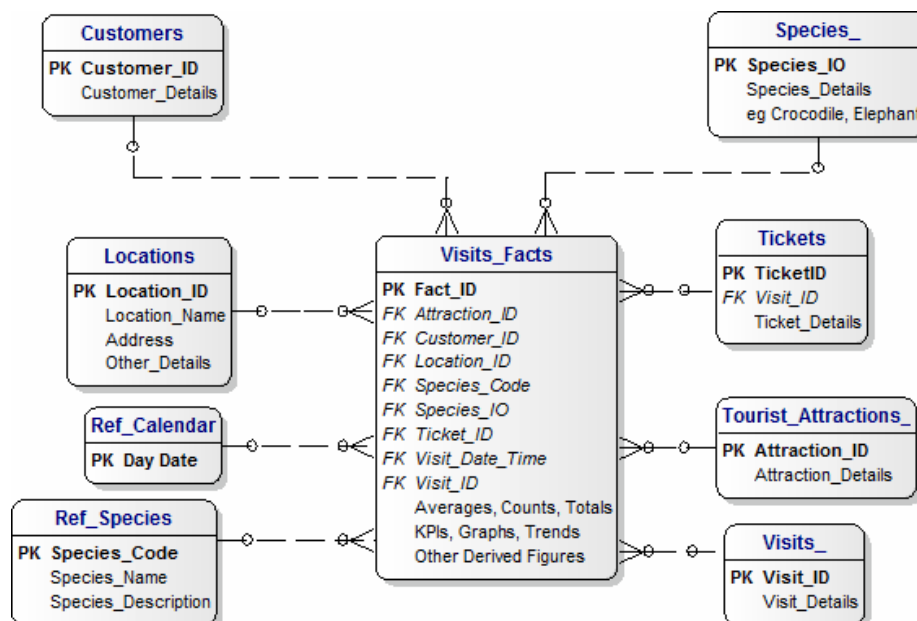 Customers
PK Customer_ID
Customer_Details
Species_
PK Species_IO
Species_Details
eg Crocodile, Elephant
Locations
PK Location_ID
Location_Name
Address
Other_Details
Visits_Facts
PK Fact_ID
FK Attraction_ID
FK Customer_ID
FK Location_ID
FK Species_Code
FK Species_IO
FK Ticket_ID
FK Visit_Date_Time
FK Visit_ID
Averages, Counts, Totals
KPIs, Graphs, Trends
Other Derived Figures
Tickets
PK TicketID
FK Visit_ID
Ticket_Details
Ref_Calendar
PK Day Date
Tourist_Attractions_
PK Attraction_ID
Attraction_Details
Ref_Species
PK Species_Code
Species_Name
Species_Description
Visits_
PK Visit_ID
Visit_Details